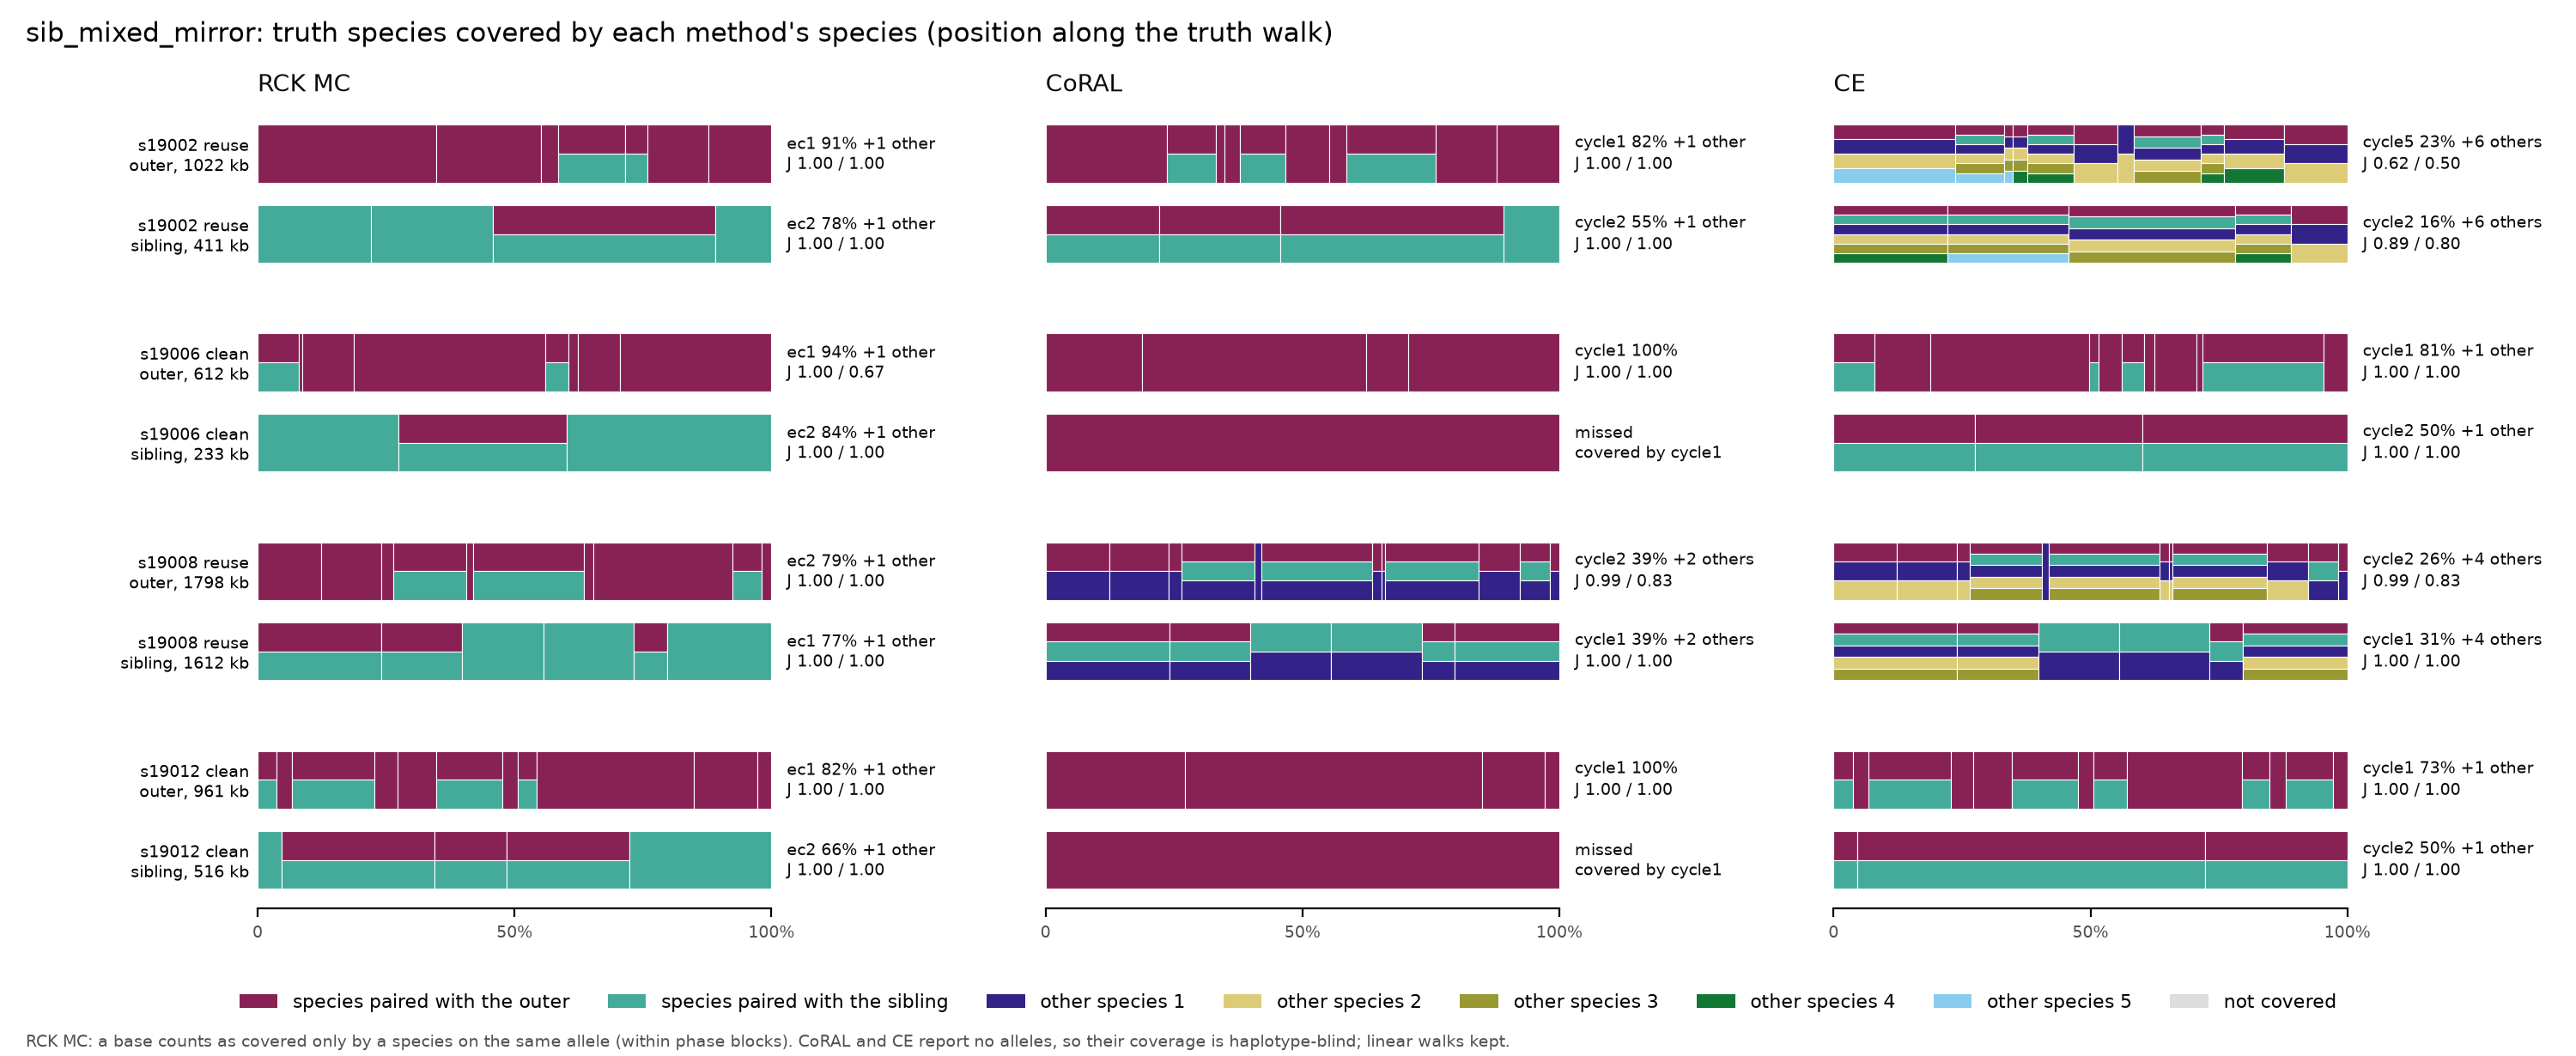 sib_mixed_mirror: truth species covered by each method's species (position along the truth walk)
RCK MC
CoRAL
CE
s19002 reuse
outer, 1022 kb
ec1 91% +1 other
J 1.00 / 1.00
cycle1 82% +1 other
J 1.00 / 1.00
cycle5 23% +6 others
J 0.62 / 0.50
s19002 reuse
sibling, 411 kb
ec2 78% +1 other
J 1.00 / 1.00
cycle2 55% +1 other
J 1.00 / 1.00
cycle2 16% +6 others
J 0.89 / 0.80
s19006 clean
outer, 612 kb
ec1 94% +1 other
J 1.00 / 0.67
cycle1 100%
J 1.00 / 1.00
cycle1 81% +1 other
J 1.00 / 1.00
s19006 clean
sibling, 233 kb
ec2 84% +1 other
J 1.00 / 1.00
missed
covered by cycle1
cycle2 50% +1 other
J 1.00 / 1.00
s19008 reuse
outer, 1798 kb
ec2 79% +1 other
J 1.00 / 1.00
cycle2 39% +2 others
J 0.99 / 0.83
cycle2 26% +4 others
J 0.99 / 0.83
s19008 reuse
sibling, 1612 kb
ec1 77% +1 other
J 1.00 / 1.00
cycle1 39% +2 others
J 1.00 / 1.00
cycle1 31% +4 others
J 1.00 / 1.00
s19012 clean
outer, 961 kb
ec1 82% +1 other
J 1.00 / 1.00
cycle1 100%
J 1.00 / 1.00
cycle1 73% +1 other
J 1.00 / 1.00
s19012 clean
sibling, 516 kb
ec2 66% +1 other
J 1.00 / 1.00
missed
covered by cycle1
cycle2 50% +1 other
J 1.00 / 1.00
0 50% 100%
0 50% 100%
0 50% 100%
species paired with the outer
species paired with the sibling
other species 1
other species 2
other species 3
other species 4
other species 5
not covered
RCK MC: a base counts as covered only by a species on the same allele (within phase blocks). CoRAL and CE report no alleles, so their coverage is haplotype-blind; linear walks kept.